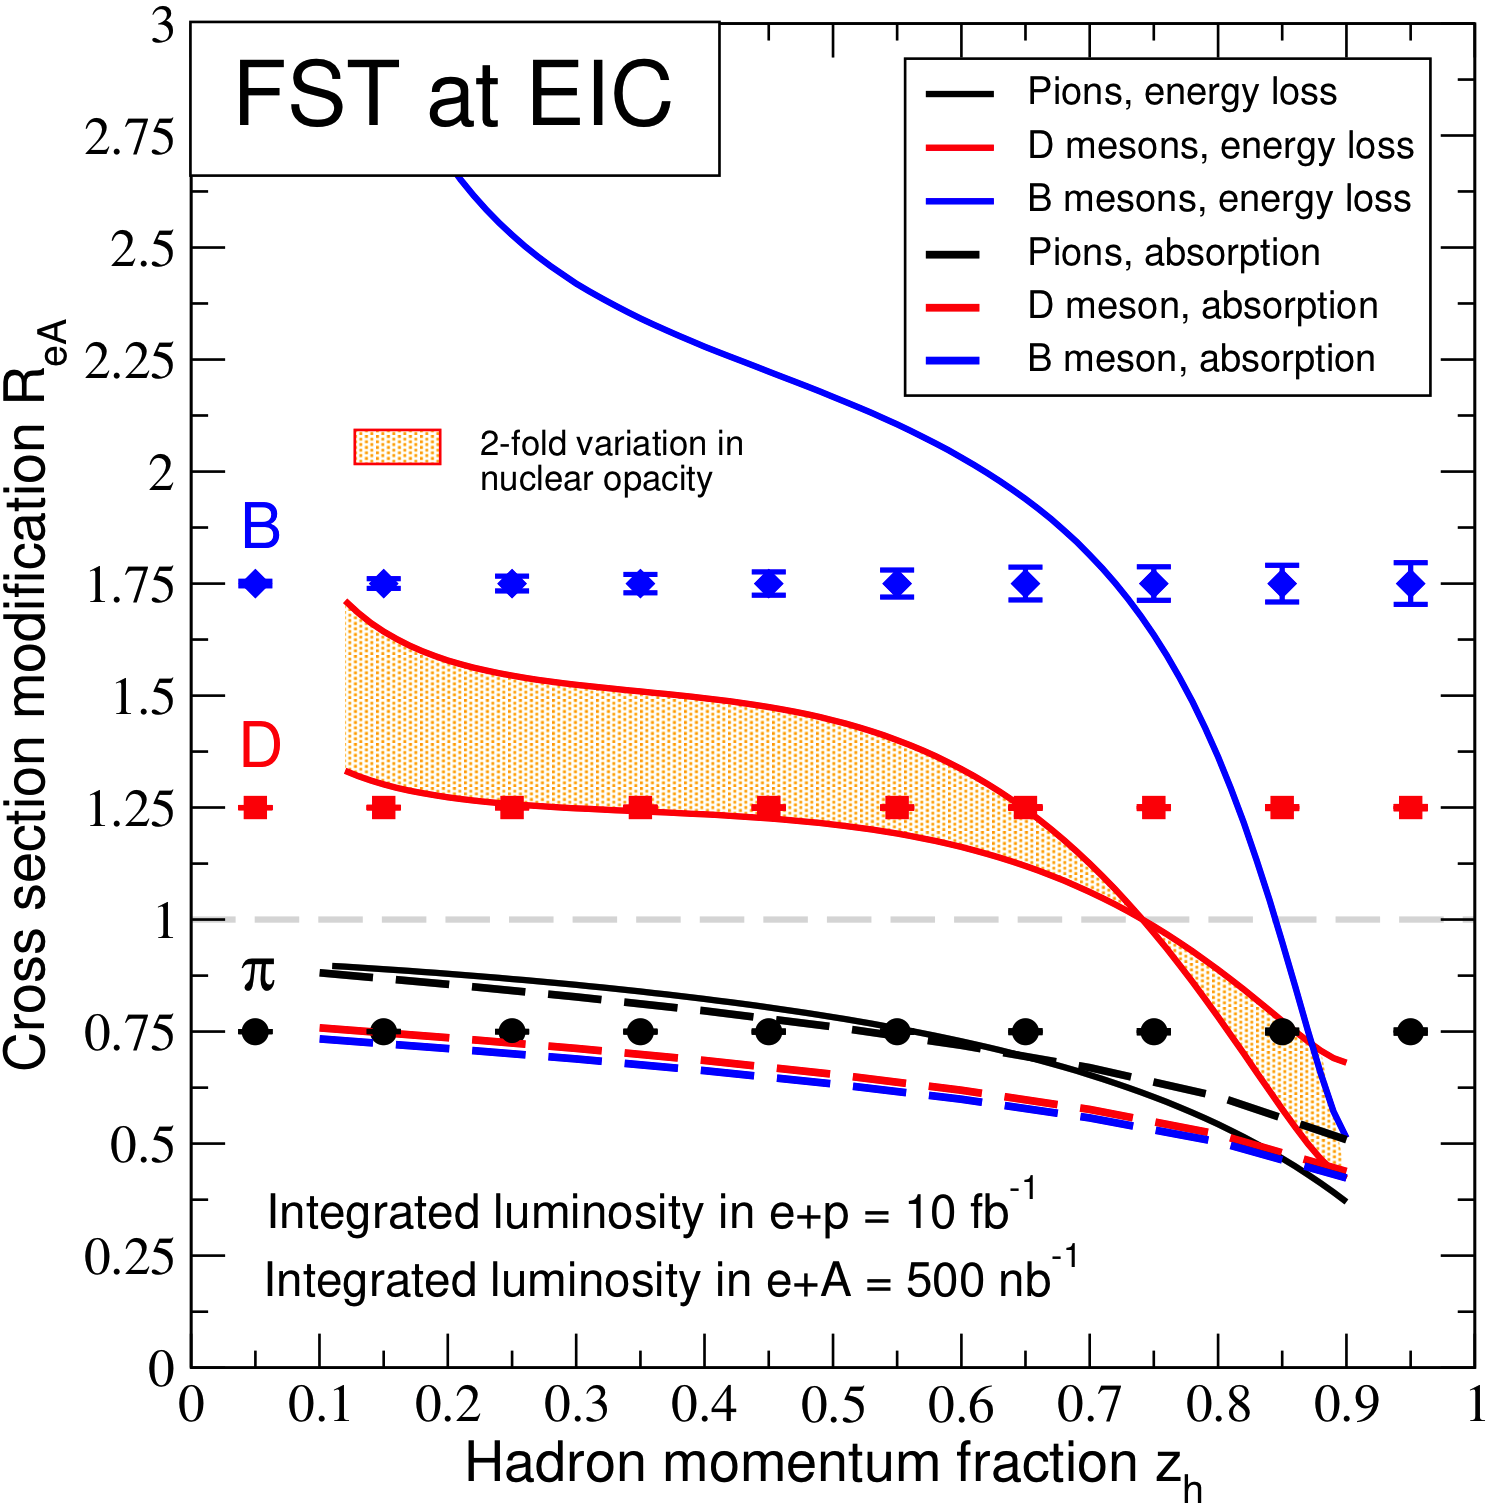 FST at EIC
Pions, energy loss
D mesons, energy loss
B mesons, energy loss
Pions, absorption
D meson, absorption
B meson, absorption
2-fold variation in
nuclear opacity
B
D
π
Integrated luminosity in e+p = 10 fb⁻¹
Integrated luminosity in e+A = 500 nb⁻¹
Cross section modification R_eA
3
2.75
2.5
2.25
2
1.75
1.5
1.25
1
0.75
0.5
0.25
0
0 0.1 0.2 0.3 0.4 0.5 0.6 0.7 0.8 0.9 1
Hadron momentum fraction z_h